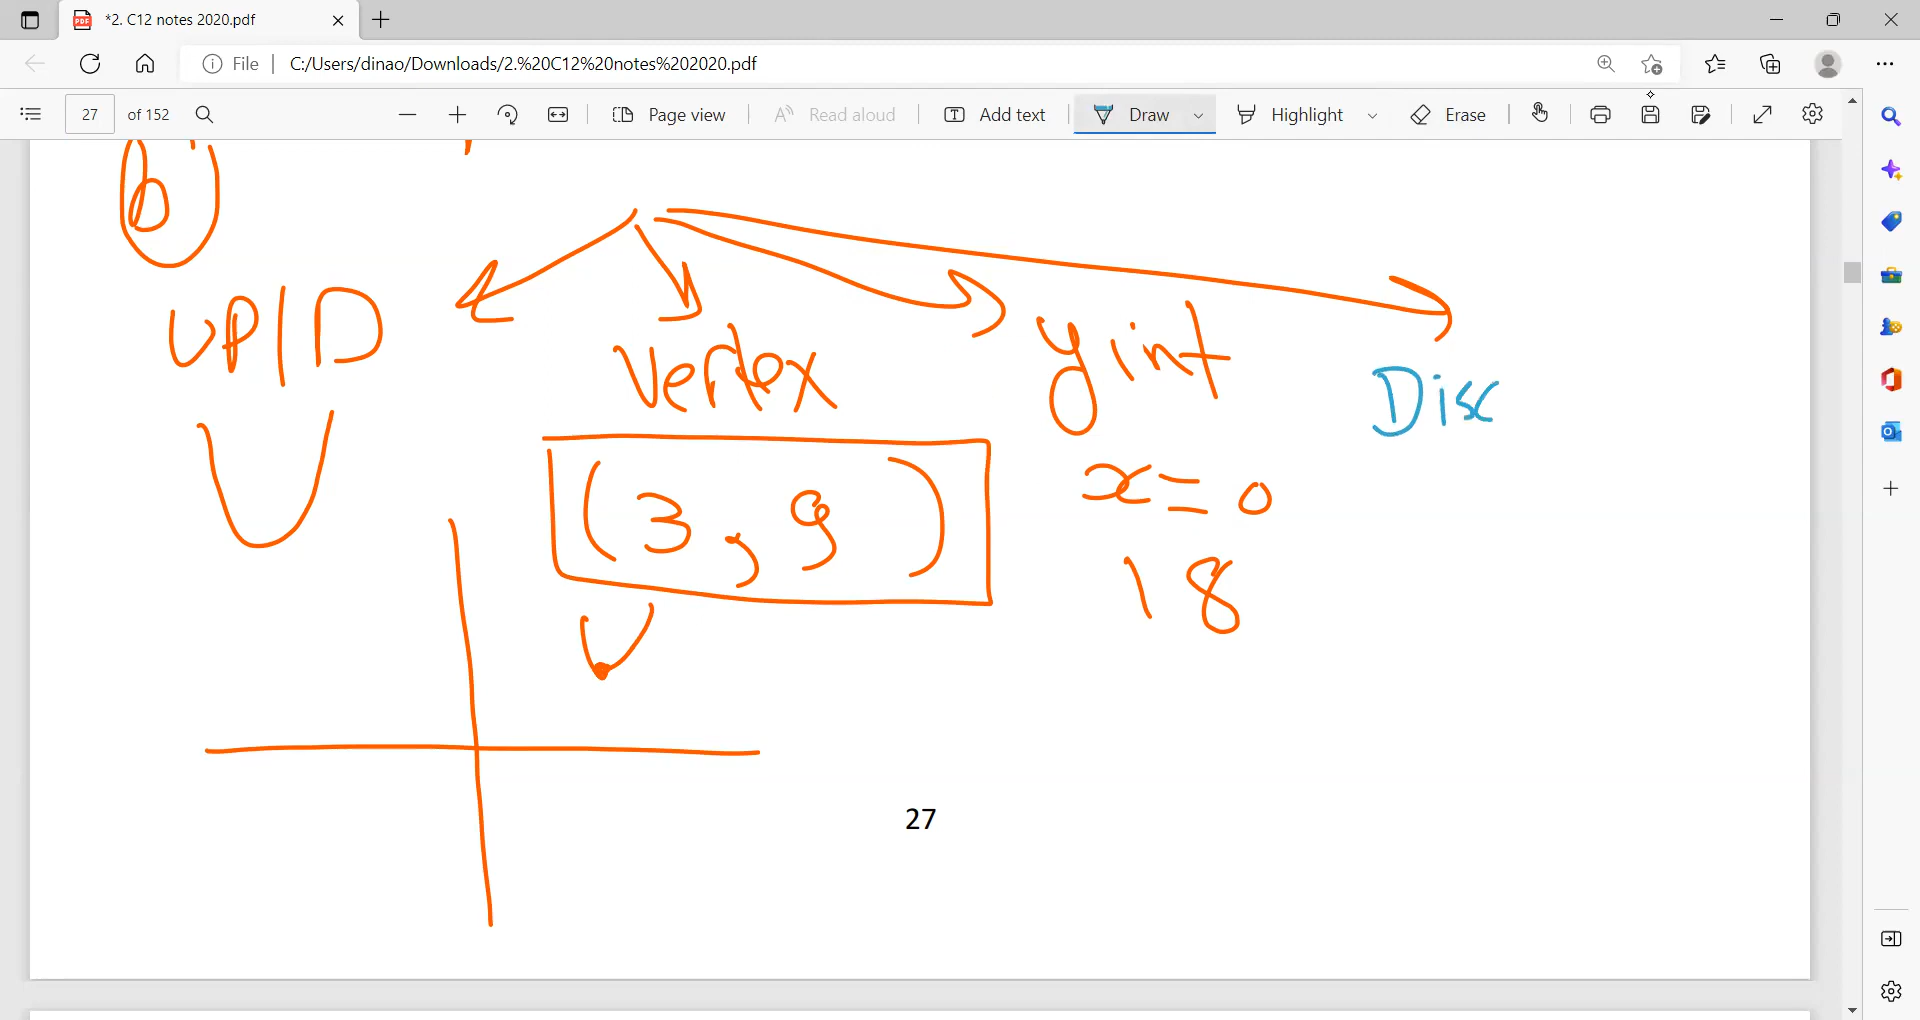 *2. C12 notes 2020.pdf
File
C:/Users/dinao/Downloads/2.%20C12%20notes%202020.pdf
27 of 152
Page view
Read aloud
Add text
Draw
Highlight
Erase
b
UP/D
Vertex
y int
Disc
(3, 9)
x = 0
18
27